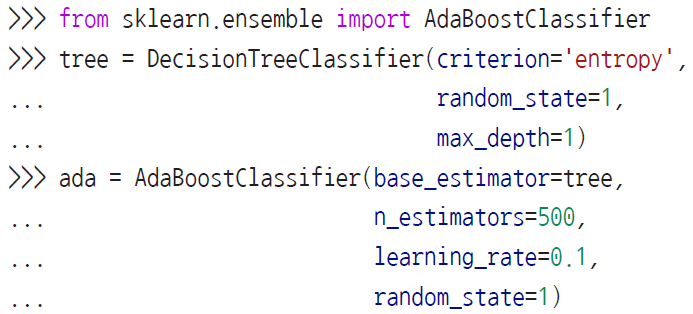 >>> from sklearn.ensemble import AdaBoostClassifier
>>> tree = DecisionTreeClassifier(criterion='entropy',
...                               random_state=1,
...                               max_depth=1)
>>> ada = AdaBoostClassifier(base_estimator=tree,
...                          n_estimators=500,
...                          learning_rate=0.1,
...                          random_state=1)